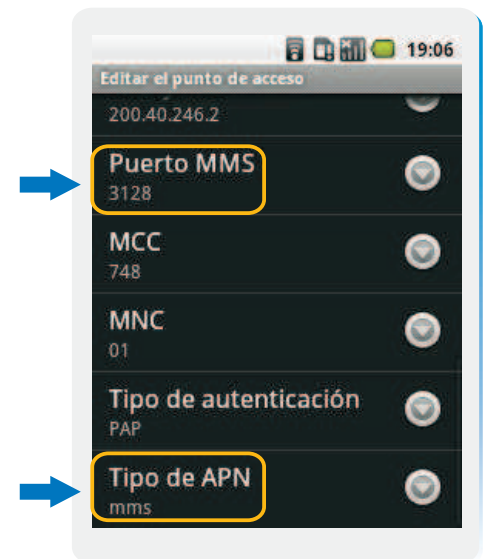 19:06
Editar el punto de acceso
200.40.246.2
Puerto MMS
3128
MCC
748
MNC
01
Tipo de autenticación
PAP
Tipo de APN
mms